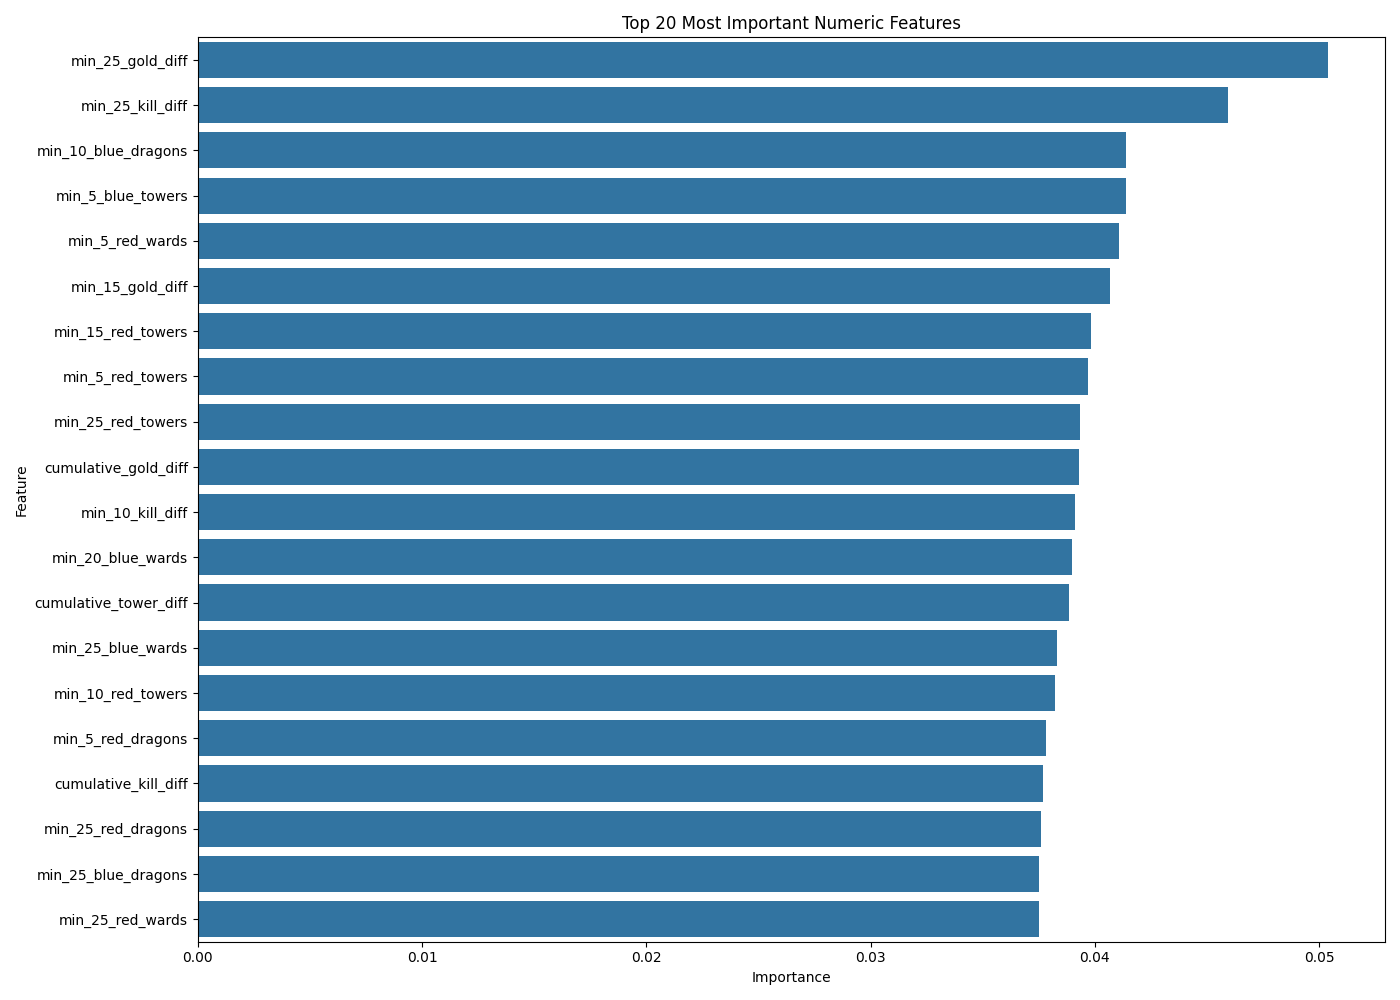 Top 20 Most Important Numeric Features
min_25_gold_diff
min_25_kill_diff
min_10_blue_dragons
min_5_blue_towers
min_5_red_wards
min_15_gold_diff
min_15_red_towers
min_5_red_towers
min_25_red_towers
cumulative_gold_diff
min_10_kill_diff
min_20_blue_wards
cumulative_tower_diff
min_25_blue_wards
min_10_red_towers
min_5_red_dragons
cumulative_kill_diff
min_25_red_dragons
min_25_blue_dragons
min_25_red_wards
Feature
0.00 0.01 0.02 0.03 0.04 0.05
Importance